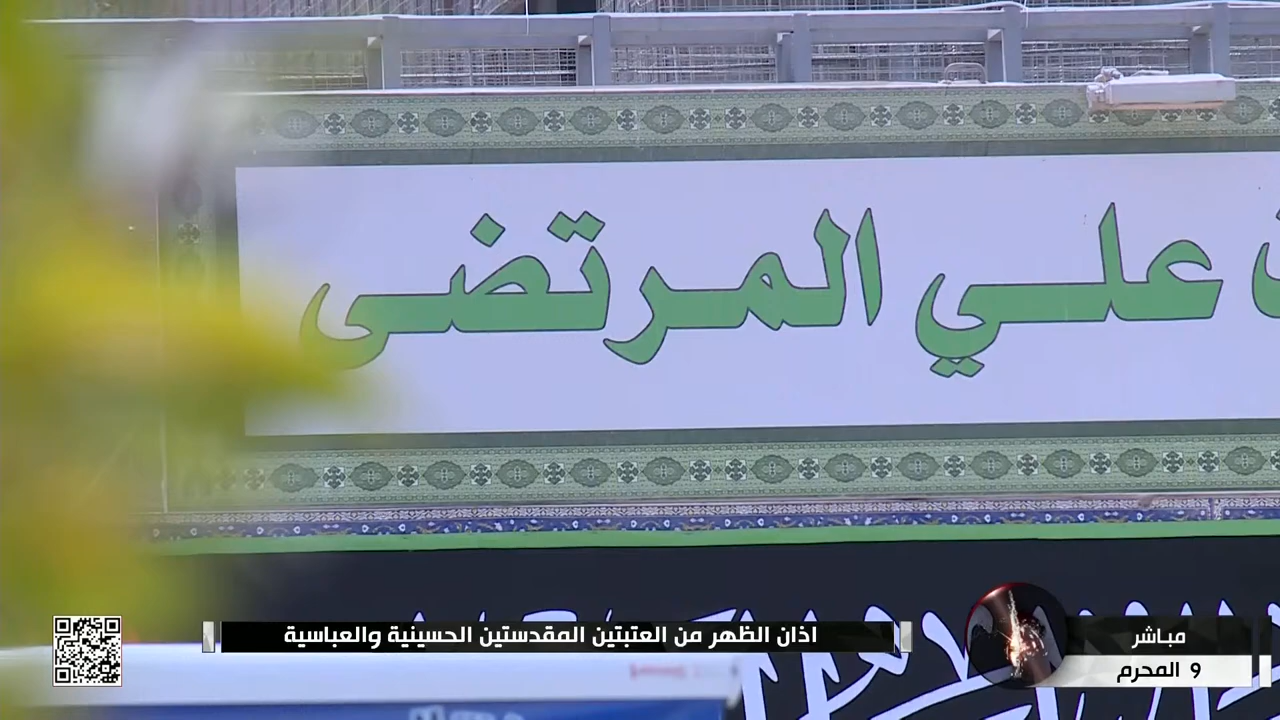 علي المرتضى
اذان الظهر من العتبتين المقدستين الحسينية والعباسية
مباشر
9 المحرم